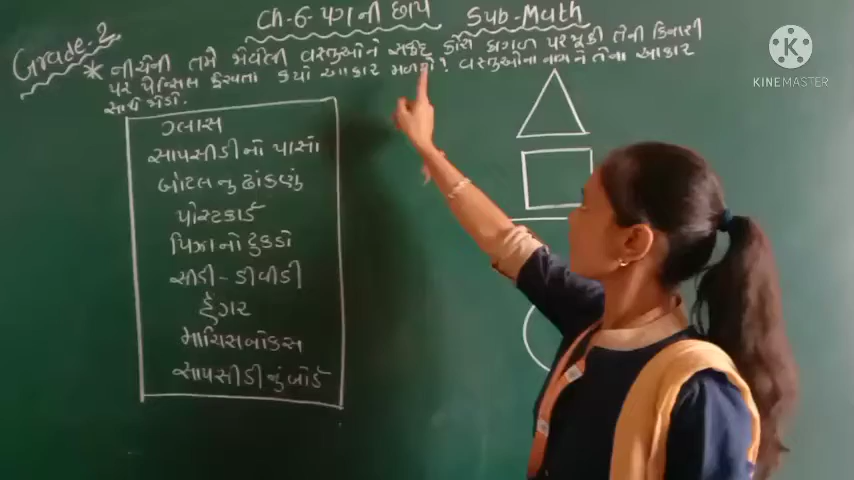 Grade-2
Ch-6-પગની છાપ Sub-Math
* નીચેની તમે મેળવેલી વસ્તુઓને સફેદ કોરા કાગળ પર મૂકી તેની કિનારી
પર પેન્સિલ ફેરવતા કયો આકાર મળશે? વસ્તુઓના નામ ને તેના આકાર
સાથે જોડો.
ગ્લાસ
સાપસીડીનો પાસાં
બોટલનું ઢાંકણું
પોસ્ટકાર્ડ
પિઝાનો ટુકડો
સીડી-ડીવીડી
હેંગર
માચિસબોક્સ
સાપસીડીનું બોર્ડ
K
KINEMASTER